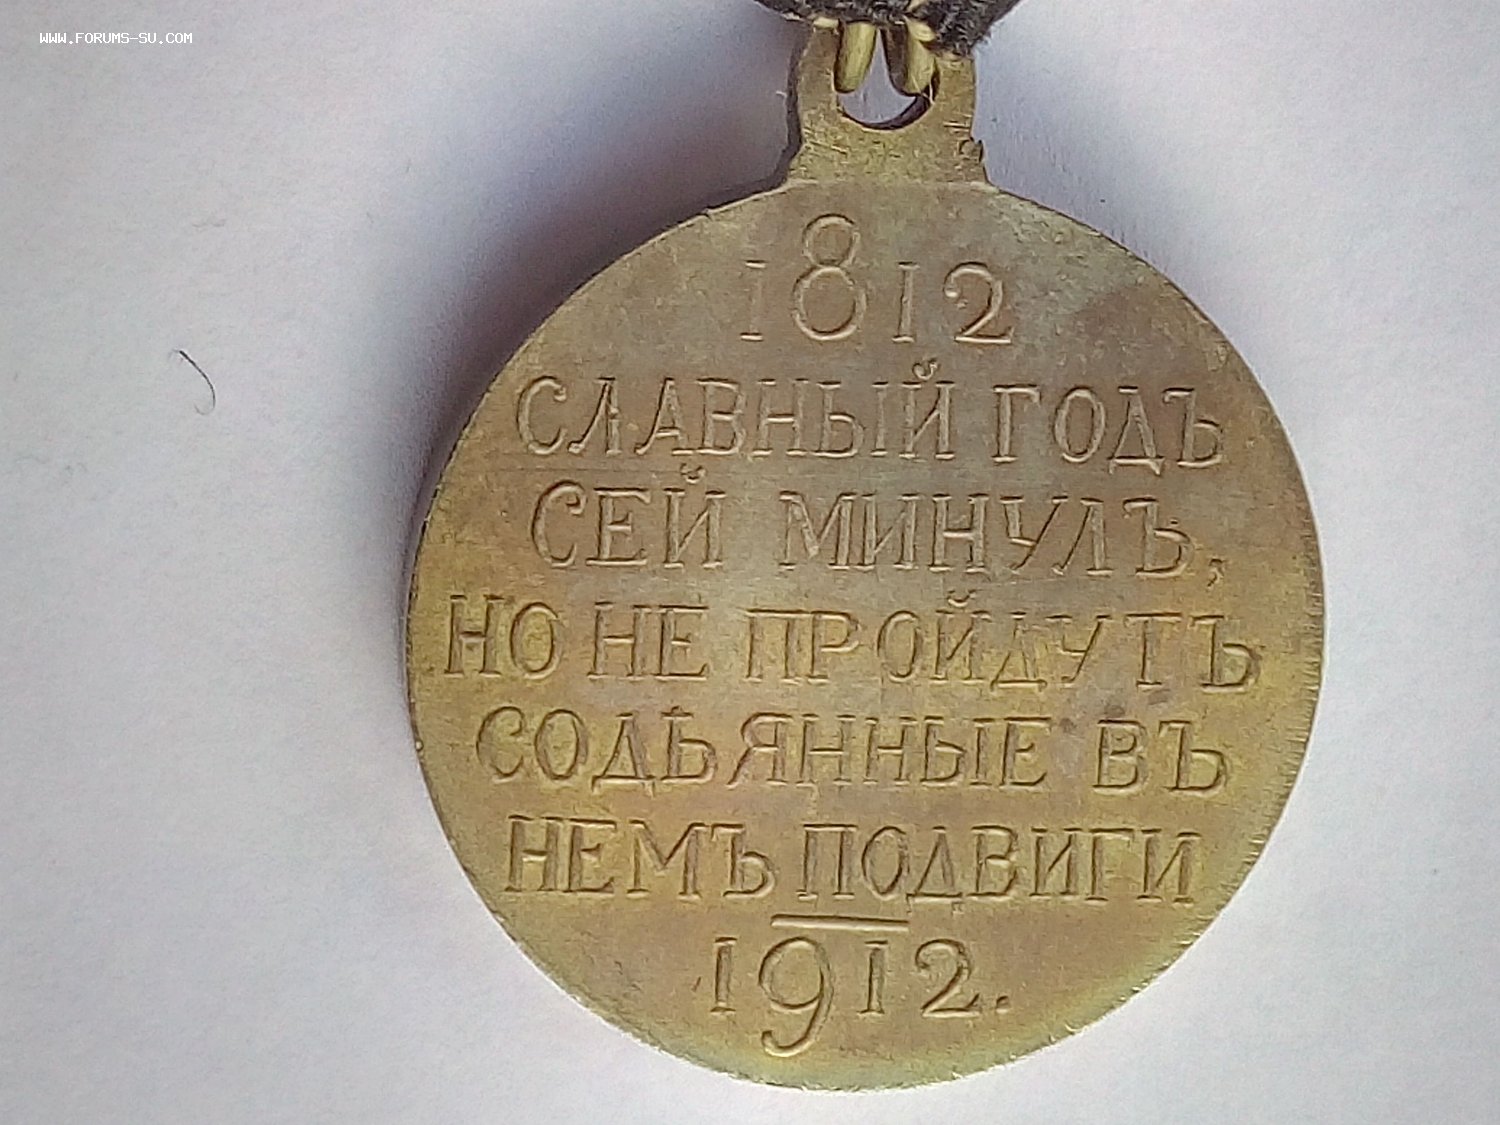 WWW.FORUMS-SU.COM
1812
СЛАВНЫЙ ГОДЪ
СЕЙ МИНУЛЪ,
НО НЕ ПРОЙДУТЪ
СОДѢЯННЫЕ ВЪ
НЕМЪ ПОДВИГИ
1912.